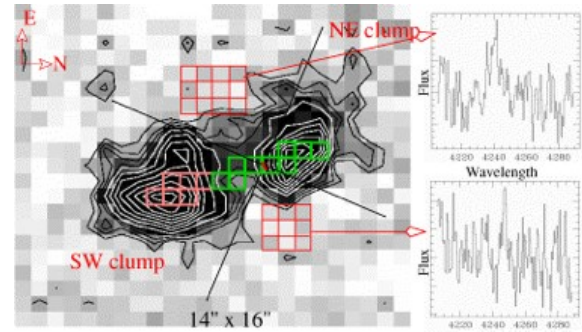 E
N
NE clump
SW clump
14" x 16"
Flux
4220 4240 4260 4280
Wavelength
Flux
4220 4240 4260 4280